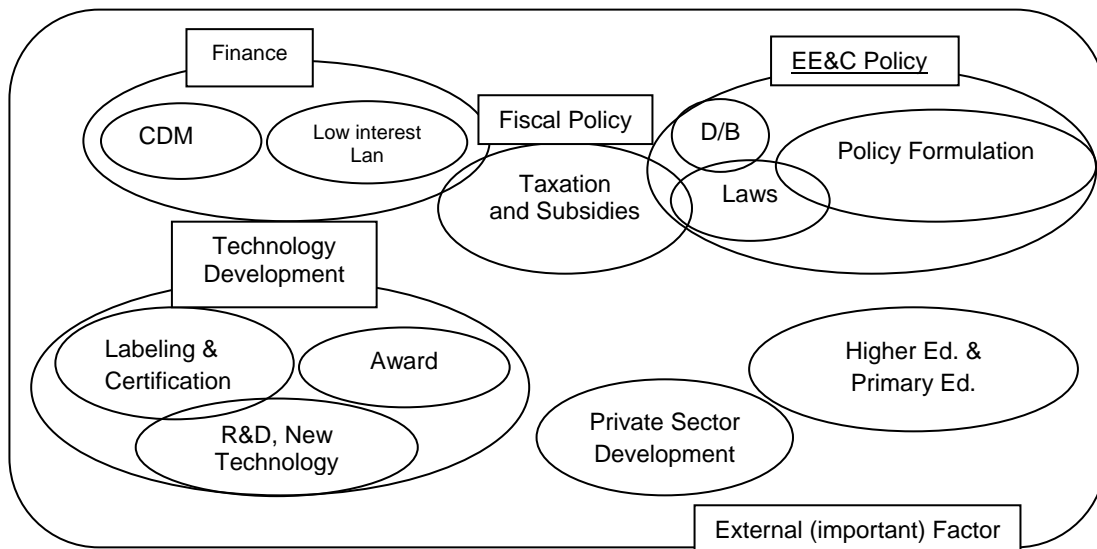 Finance
EE&C Policy
CDM
Low interest
Lan
Fiscal Policy
D/B
Policy Formulation
Taxation
and Subsidies
Laws
Technology
Development
Labeling &
Certification
Award
Higher Ed. &
Primary Ed.
R&D, New
Technology
Private Sector
Development
External (important) Factor